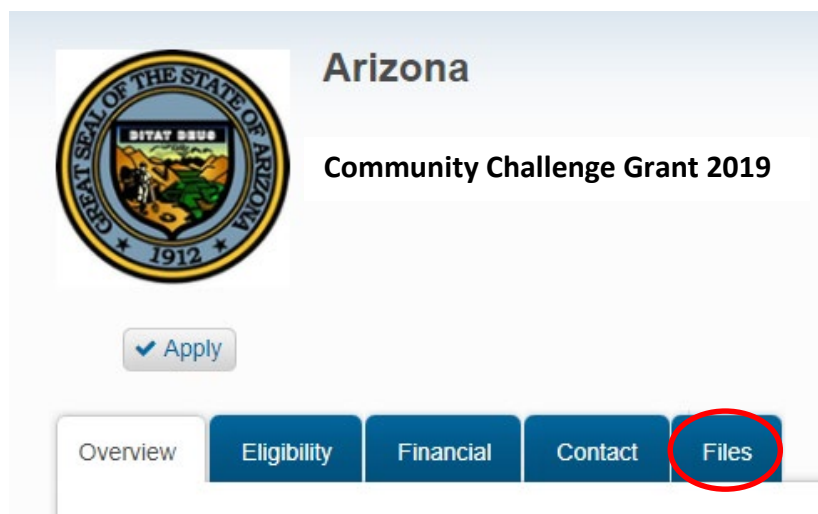 Arizona
GREAT SEAL OF THE STATE OF ARIZONA
DITAT DEUS
1912
Community Challenge Grant 2019
Apply
Overview Eligibility Financial Contact Files